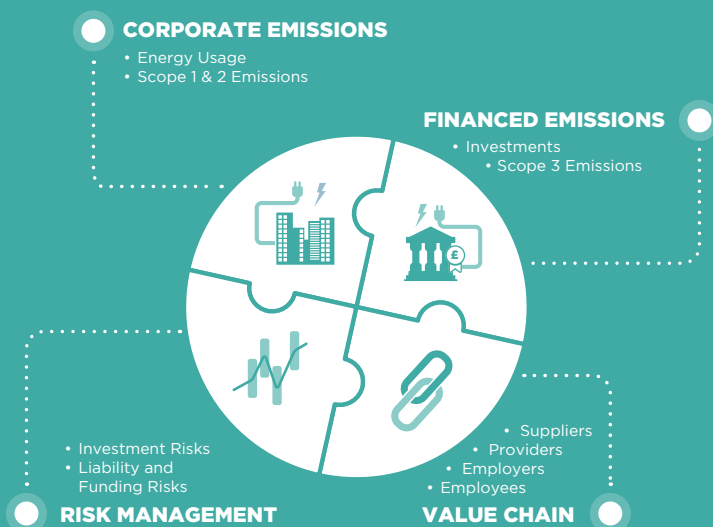 CORPORATE EMISSIONS
• Energy Usage
• Scope 1 & 2 Emissions
FINANCED EMISSIONS
• Investments
• Scope 3 Emissions
£
• Investment Risks
• Liability and
Funding Risks
RISK MANAGEMENT
• Suppliers
• Providers
• Employers
• Employees
VALUE CHAIN